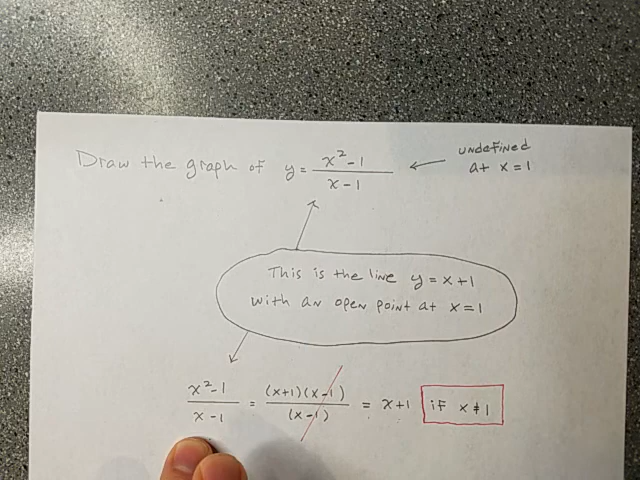 Draw the graph of y = (x² - 1)/(x - 1) ← undefined at x = 1
This is the line y = x + 1
with an open point at x = 1
(x² - 1)/(x - 1) = ((x+1)(x-1))/(x-1) = x + 1 if x ≠ 1